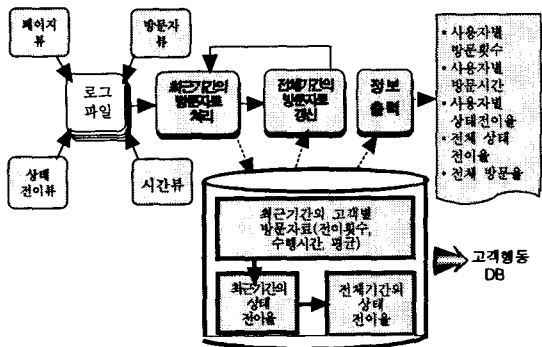 페이지
뷰
방문자
뷰
로그
파일
상태
전이뷰
시간뷰
최근기간의
방문자료
처리
전체기간의
방문자료
갱신
정보
출력
• 사용자별
방문횟수
• 사용자별
방문시간
• 사용자별
상태전이율
• 전체 상태
전이율
• 전체 방문율
최근기간의 고객별
방문자료(전이횟수,
수행시간, 평균)
최근기간의
상태
전이율
전체기간의
상태
전이율
고객행동
DB